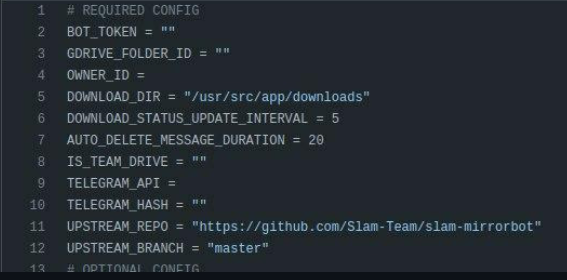 1 # REQUIRED CONFIG
2 BOT_TOKEN = ""
3 GDRIVE_FOLDER_ID = ""
4 OWNER_ID =
5 DOWNLOAD_DIR = "/usr/src/app/downloads"
6 DOWNLOAD_STATUS_UPDATE_INTERVAL = 5
7 AUTO_DELETE_MESSAGE_DURATION = 20
8 IS_TEAM_DRIVE = ""
9 TELEGRAM_API =
10 TELEGRAM_HASH = ""
11 UPSTREAM_REPO = "https://github.com/Slam-Team/slam-mirrorbot"
12 UPSTREAM_BRANCH = "master"
13 # OPTIONAL CONFIG